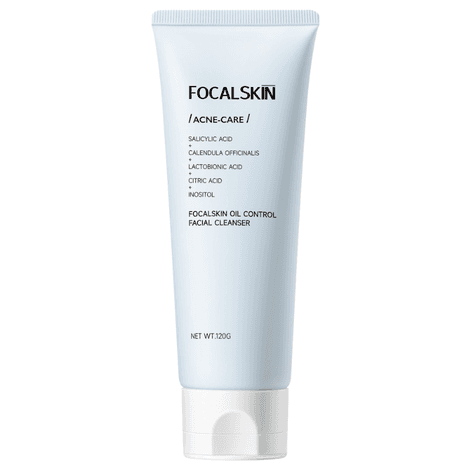 FOCALSKIN
/ACNE-CARE/
SALICYLIC ACID
+
CALENDULA OFFICINALIS
+
LACTOBIONIC ACID
+
CITRIC ACID
+
INOSITOL
FOCALSKIN OIL CONTROL
FACIAL CLEANSER
NET WT.120G